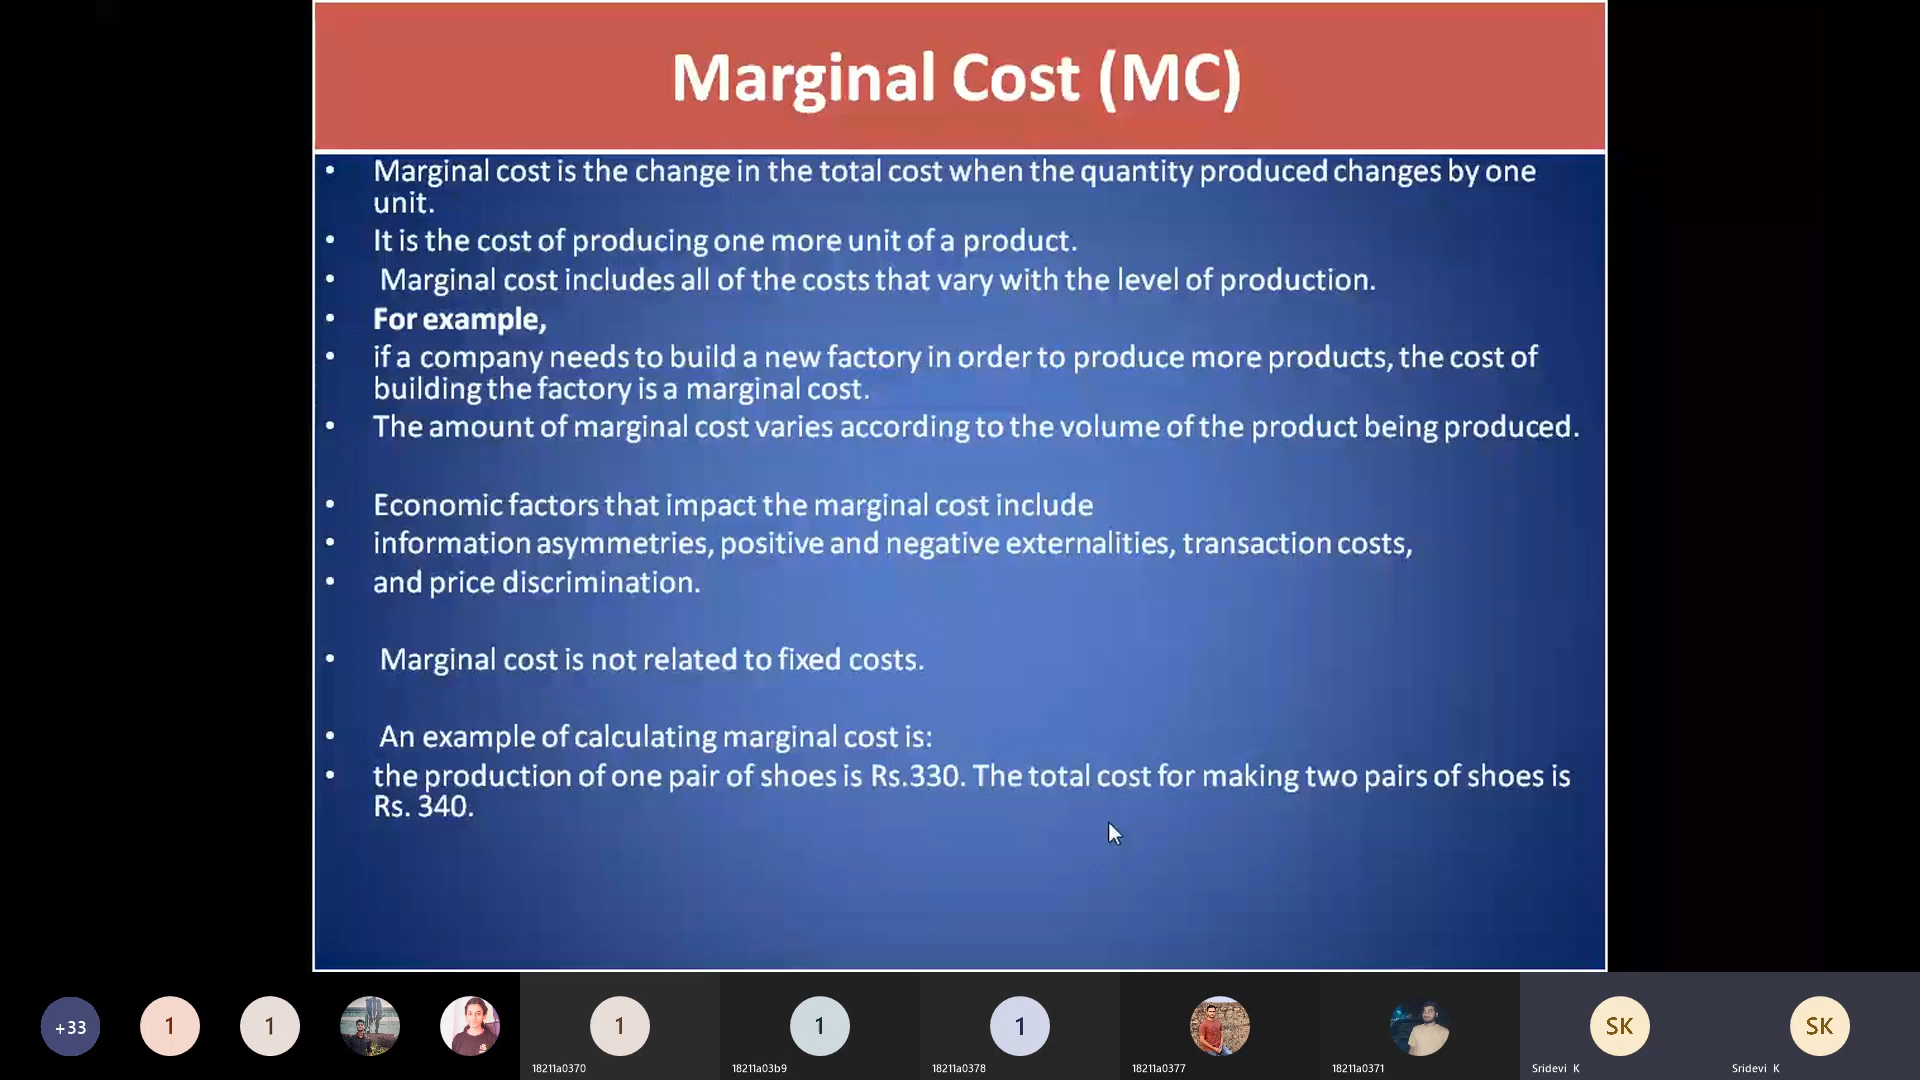 Marginal Cost (MC)
• Marginal cost is the change in the total cost when the quantity produced changes by one
unit.
• It is the cost of producing one more unit of a product.
• Marginal cost includes all of the costs that vary with the level of production.
• For example,
• if a company needs to build a new factory in order to produce more products, the cost of
building the factory is a marginal cost.
• The amount of marginal cost varies according to the volume of the product being produced.
• Economic factors that impact the marginal cost include
• information asymmetries, positive and negative externalities, transaction costs,
• and price discrimination.
• Marginal cost is not related to fixed costs.
• An example of calculating marginal cost is:
• the production of one pair of shoes is Rs.330. The total cost for making two pairs of shoes is
Rs. 340.
+33 1 1 1 1 1 SK SK
18211a0370 18211a03b9 18211a0378 18211a0377 18211a0371 Sridevi K Sridevi K